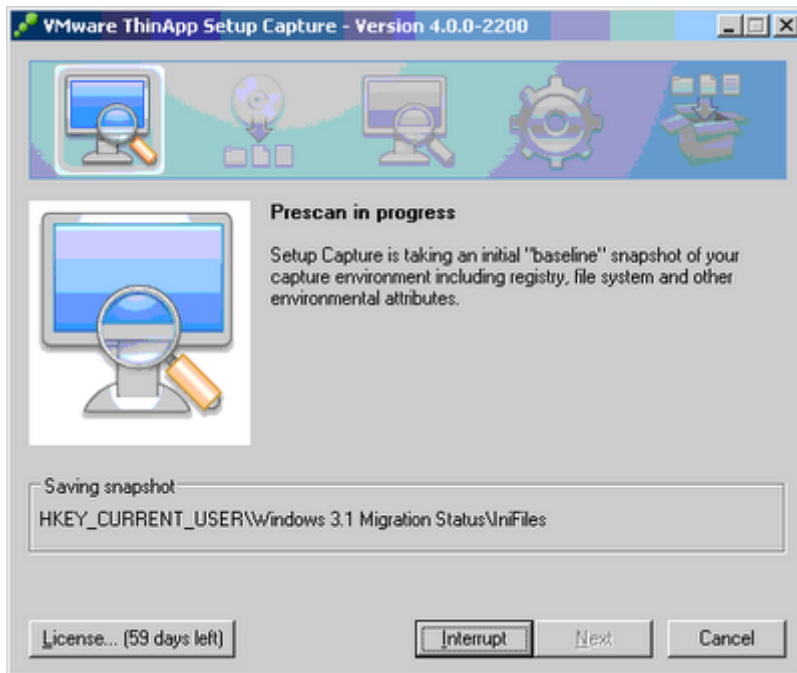 VMware ThinApp Setup Capture - Version 4.0.0-2200
Prescan in progress
Setup Capture is taking an initial "baseline" snapshot of your
capture environment including registry, file system and other
environmental attributes.
Saving snapshot
HKEY_CURRENT_USER\Windows 3.1 Migration Status\IniFiles
License... (59 days left)
Interrupt
Next
Cancel